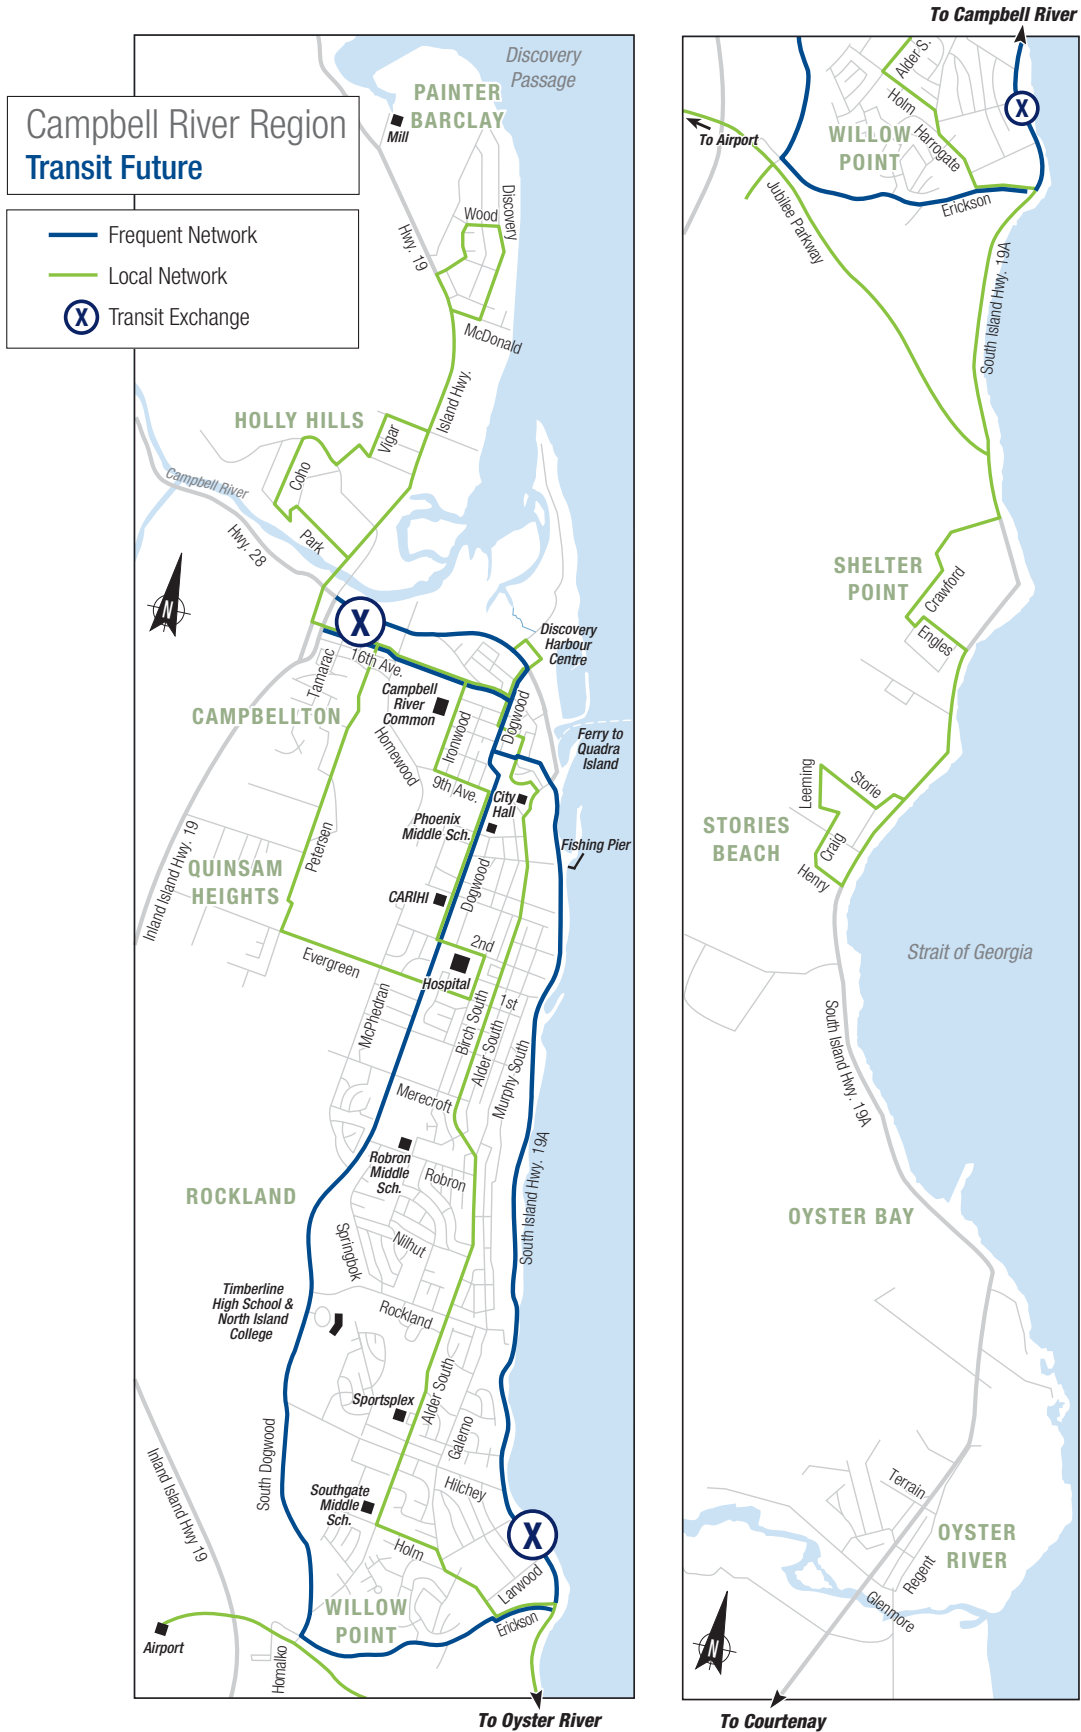 To Campbell River
Discovery
Passage
PAINTER
BARCLAY
Mill
Campbell River Region
Transit Future
Frequent Network
Local Network
X
Transit Exchange
Discovery
Wood
Hwy. 19
McDonald
Island Hwy.
HOLLY HILLS
Vigar
Coho
Campbell River
Park
Hwy. 28
N
X
Discovery
Harbour
Centre
16th Ave.
Tamarac
Campbell
River
Common
CAMPBELLTON
Ironwood
Dogwood
Homewood
Ferry to
Quadra
Island
9th Ave.
City
Hall
Phoenix
Middle Sch.
Petersen
Fishing Pier
Inland Island Hwy. 19
QUINSAM
HEIGHTS
CARIHI
Dogwood
2nd
Evergreen
Hospital
McPhedran
1st
Birch South
Alder South
Murphy South
Merecroft
Robron
Middle
Sch.
Robron
South Island Hwy. 19A
ROCKLAND
Springbok
Nilhut
Timberline
High School &
North Island
College
Rockland
Sportsplex
Alder South
Galerno
South Dogwood
Inland Island Hwy 19
Hilchey
Southgate
Middle
Sch.
X
Holm
Larwood
WILLOW
POINT
Erickson
Airport
Homalko
To Oyster River
Alder S.
Holm
X
To Airport
WILLOW
POINT
Harrogate
Erickson
Jubilee Parkway
South Island Hwy. 19A
SHELTER
POINT
Crawford
Engles
Leeming
Storie
STORIES
BEACH
Craig
Henry
Strait of Georgia
South Island Hwy. 19A
OYSTER BAY
Terrain
OYSTER
RIVER
Regent
Glenmore
N
To Courtenay